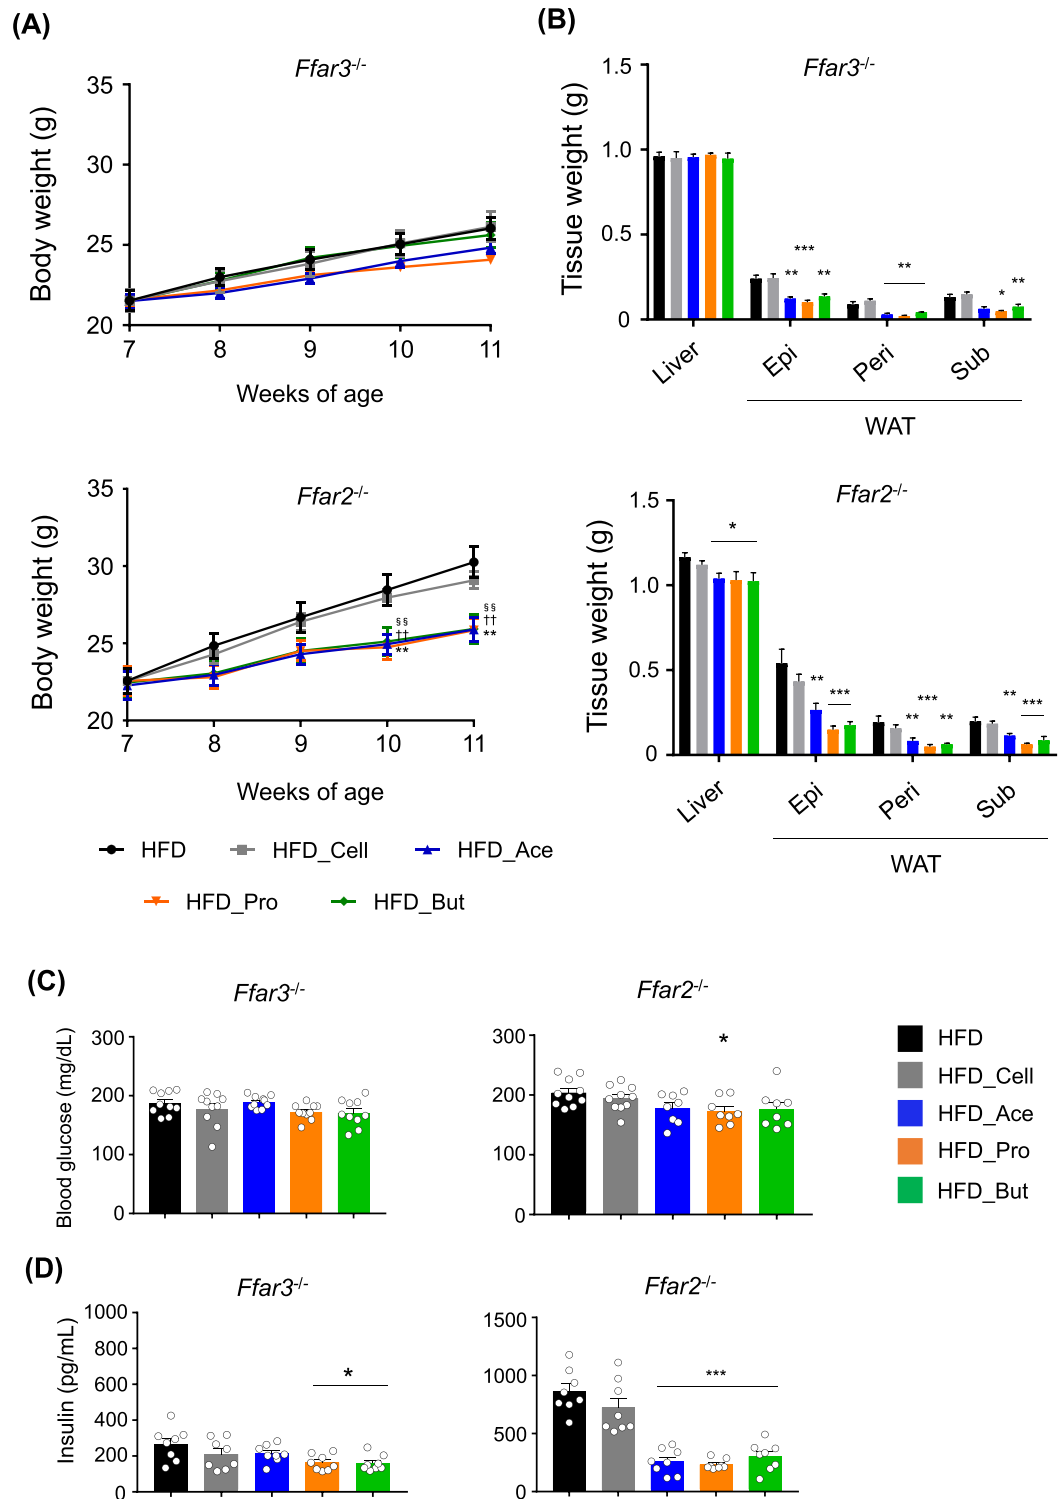 (A)
Ffar3-/-
Body weight (g)
35
30
25
20
7 8 9 10 11
Weeks of age
(B)
Ffar3-/-
Tissue weight (g)
1.5
1.0
0.5
0
** *** **
**
* **
Liver Epi Peri Sub
WAT
Ffar2-/-
Body weight (g)
35
30
25
20
§§ §§
†† ††
** **
7 8 9 10 11
Weeks of age
Ffar2-/-
Tissue weight (g)
1.5
1.0
0.5
0
*
** ***
** *** **
** ***
Liver Epi Peri Sub
WAT
HFD HFD_Cell HFD_Ace
HFD_Pro HFD_But
(C)
Ffar3-/-
Blood glucose (mg/dL)
300
200
100
0
Ffar2-/-
300
200
100
0
*
HFD
HFD_Cell
HFD_Ace
HFD_Pro
HFD_But
(D)
Ffar3-/-
Insulin (pg/mL)
1000
800
600
400
200
0
*
Ffar2-/-
1500
1000
500
0
***